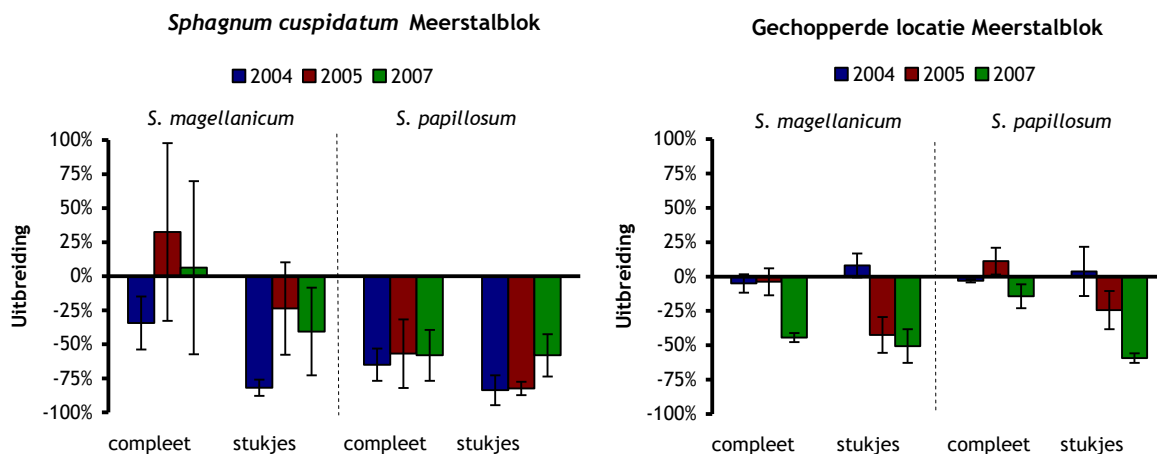 Sphagnum cuspidatum Meerstalblok
2004 2005 2007
S. magellanicum S. papillosum
100%
75%
50%
25%
0%
-25%
-50%
-75%
-100%
Uitbreiding
compleet stukjes compleet stukjes
Gechopperde locatie Meerstalblok
2004 2005 2007
S. magellanicum S. papillosum
100%
75%
50%
25%
0%
-25%
-50%
-75%
-100%
Uitbreiding
compleet stukjes compleet stukjes